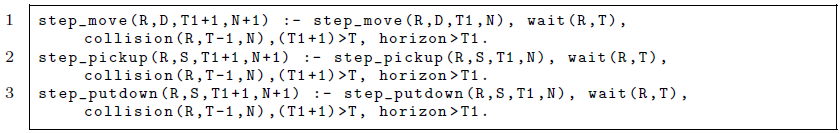 1 step_move(R,D,T1+1,N+1) :- step_move(R,D,T1,N), wait(R,T),
collision(R,T-1,N),(T1+1)>T, horizon>T1.
2 step_pickup(R,S,T1+1,N+1) :- step_pickup(R,S,T1,N), wait(R,T),
collision(R,T-1,N),(T1+1)>T, horizon>T1.
3 step_putdown(R,S,T1+1,N+1) :- step_putdown(R,S,T1,N), wait(R,T),
collision(R,T-1,N),(T1+1)>T, horizon>T1.